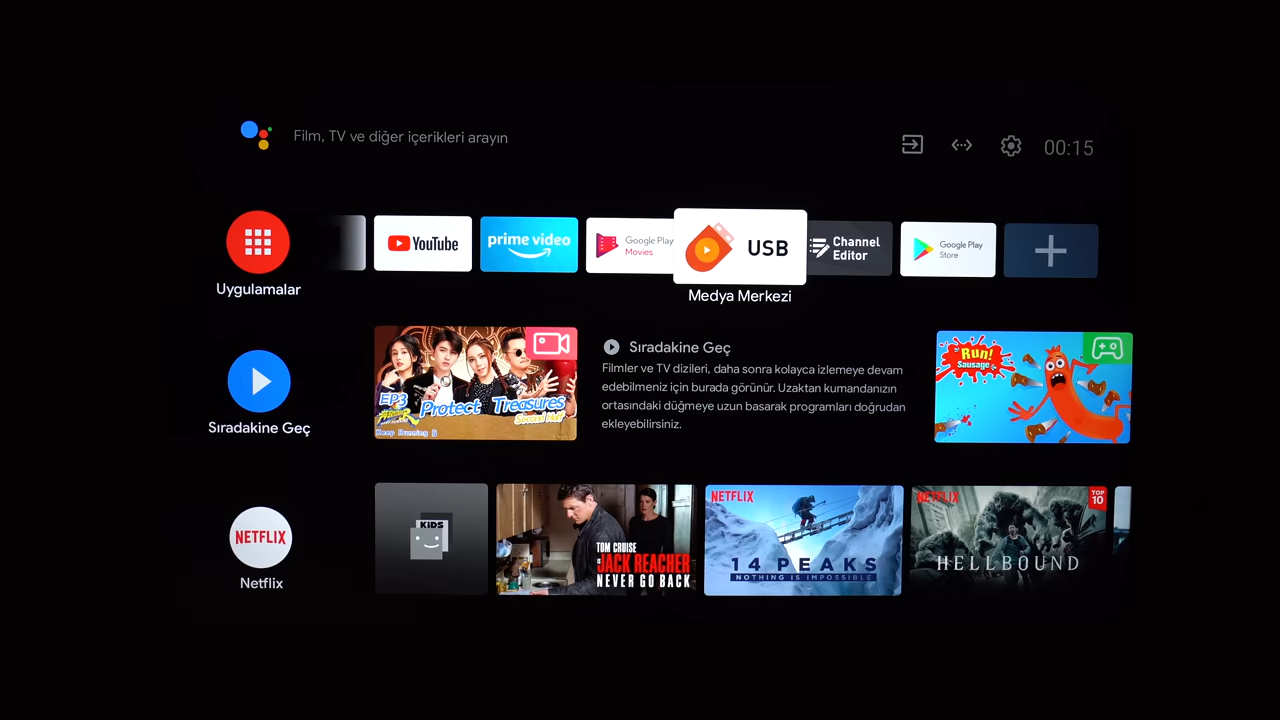 Film, TV ve diğer içerikleri arayın
00:15
YouTube
prime video
Google Play
Movies
USB
Channel
Editor
Google Play
Store
Uygulamalar
Medya Merkezi
EP3
Protect Treasures
Second Half
Keep Running 5
Sıradakine Geç
Filmler ve TV dizileri, daha sonra kolayca izlemeye devam
edebilmeniz için burada görünür. Uzaktan kumandanızın
ortasındaki düğmeye uzun basarak programları doğrudan
ekleyebilirsiniz.
Run!
Sausage
Sıradakine Geç
NETFLIX
Netflix
KIDS
TOM CRUISE
IS JACK REACHER
NEVER GO BACK
NETFLIX
14 PEAKS
NOTHING IS IMPOSSIBLE
NETFLIX
TOP
10
HELLBOUND